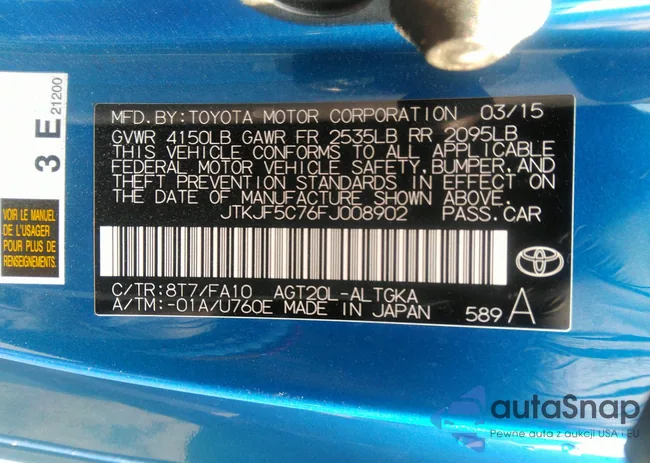 3 E
21200
VOIR LE MANUEL
DE L'USAGER
POUR DE PLUS
AMPLES
RENSEIGNEMENTS.
MFD.BY:TOYOTA MOTOR CORPORATION 03/15
GVWR 4150LB GAWR FR 2535LB RR 2095LB
THIS VEHICLE CONFORMS TO ALL APPLICABLE
FEDERAL MOTOR VEHICLE SAFETY,BUMPER,AND
THEFT PREVENTION STANDARDS IN EFFECT ON
THE DATE OF MANUFACTURE SHOWN ABOVE.
JTKJF5C76FJ008902 PASS.CAR
C/TR:8T7/FA10 AGT20L-ALTGKA
A/TM:-01A/U760E MADE IN JAPAN 589 A
autaSnap
Pewne auta z aukcji USA i EU